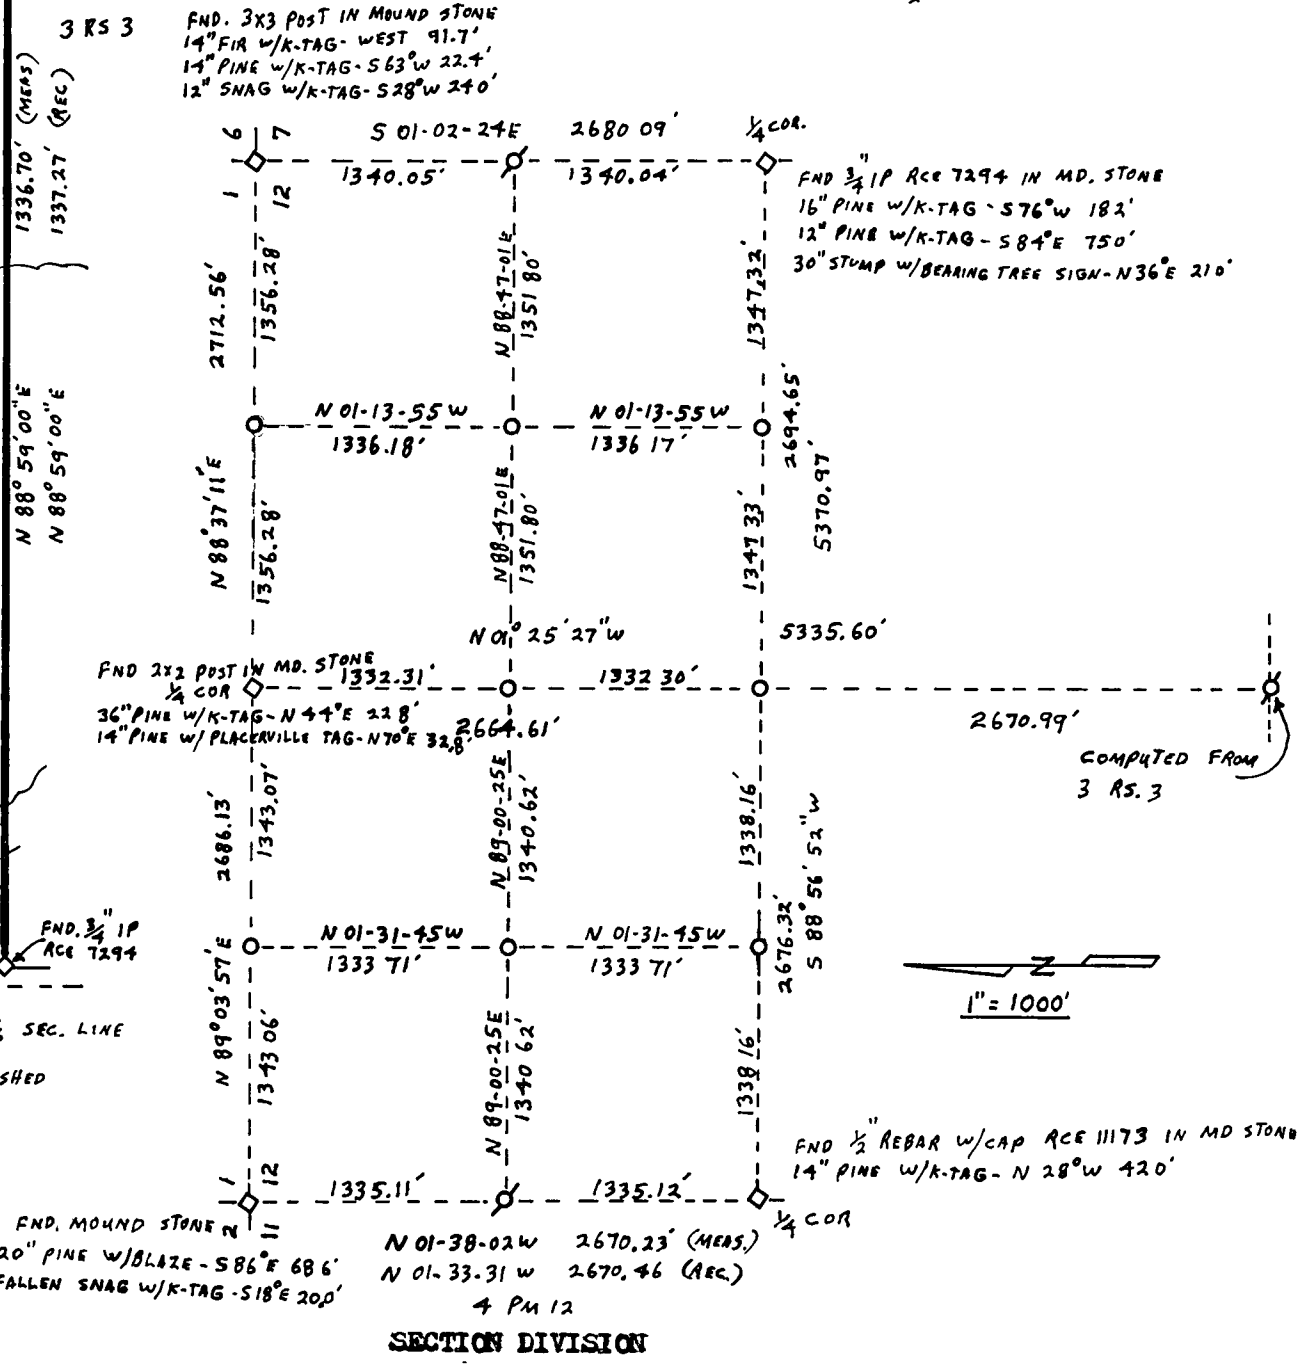 3 RS 3
FND. 3X3 POST IN MOUND STONE
14" FIR W/K-TAG- WEST 91.7'
14" PINE W/K-TAG- S 63° W 22.4'
12" SNAG W/K-TAG- S 28° W 24 0'
1336.70' (MEAS)
1337.27' (REC)
N 88° 59' 00" E
N 88° 59' 00" E
6 7
1 12
S 01-02-24E 2680 09'
1340.05' 1340.04'
1/4 COR.
FND 3/4" IP RCE 7294 IN MD. STONE
16" PINE W/K-TAG - S 76° W 18 2'
12" PINE W/K-TAG - S 84° E 75 0'
30" STUMP W/BEARING TREE SIGN- N 36° E 21 0'
2712.56'
1356.28'
N 88-47-01E
1351 80'
1347.32'
N 01-13-55 W N 01-13-55 W
1336.18' 1336 17'
2694.65'
5370.97'
N 88° 37' 11" E
1356.28'
N 88-47-01E
1351.80'
1347 33'
N 01° 25' 27" W 5335.60'
FND 2X2 POST IN MD. STONE
1/4 COR
1332.31' 1332 30'
36" PINE W/K-TAG- N 44° E 22 8'
14" PINE W/ PLACERVILLE TAG- N 70° E 32.8'
2664.61'
2670.99'
COMPUTED FROM
3 RS. 3
2686.13'
1343.07'
N 89-00-25E
1340.62'
1338.16'
S 88° 56' 52" W
2676.32'
FND. 3/4" IP
RCE 7294
N 01-31-45 W N 01-31-45 W
1333 71' 1333 71'
N 89° 03' 57" E
1343 06'
N 89-00-25E
1340 62'
1338 16'
1" = 1000'
N
SEC. LINE
SHED
FND 1/2" REBAR W/CAP RCE 11173 IN MD STONE
14" PINE W/K-TAG- N 28° W 42 0'
1 12
2 11
1335.11' 1335.12'
1/4 COR
FND. MOUND STONE
20" PINE W/BLAZE - S 86° E 68 6'
FALLEN SNAG W/K-TAG - S 18° E 20.0'
N 01-38-02 W 2670.23' (MEAS.)
N 01-33.31 W 2670.46 (REC.)
4 PM 12
SECTION DIVISION